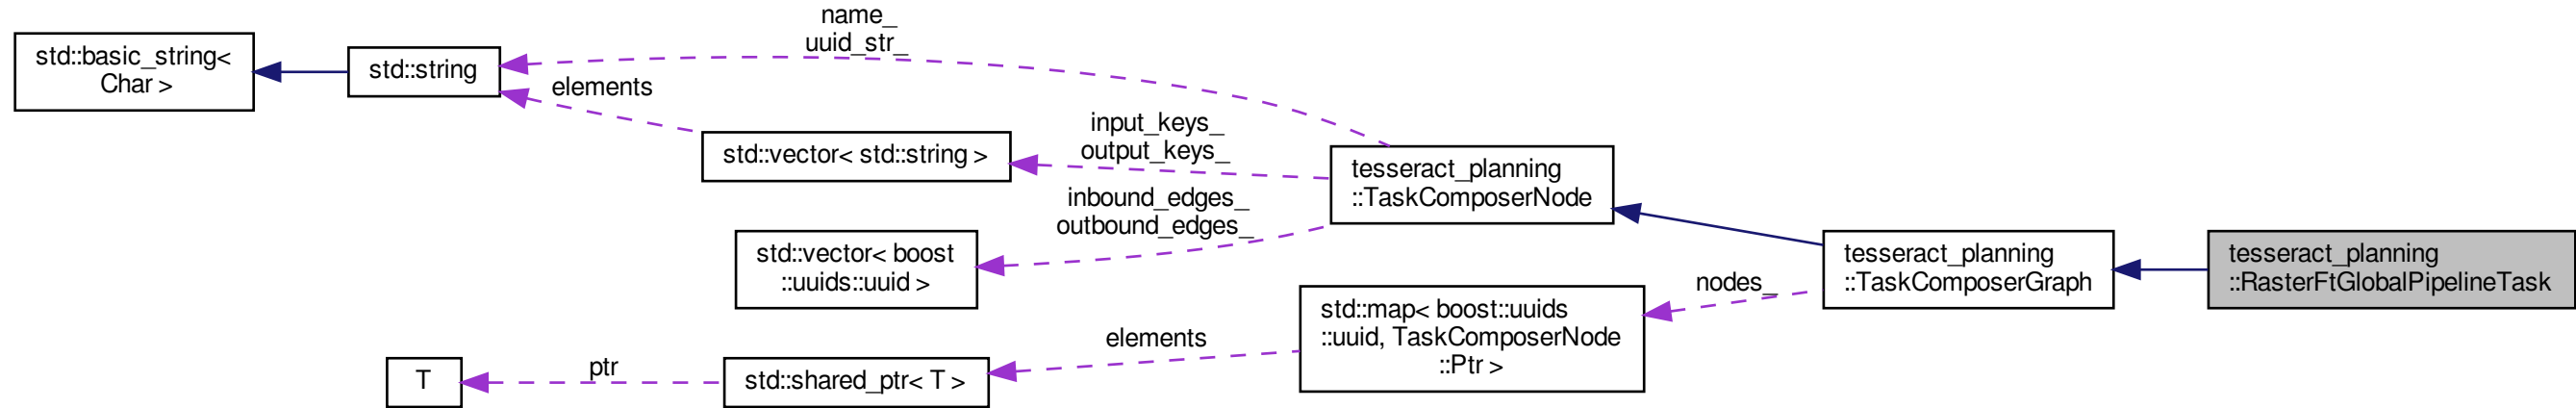 name_
uuid_str_
std::basic_string<
Char >
std::string
elements
input_keys_
output_keys_
std::vector< std::string >
tesseract_planning
::TaskComposerNode
inbound_edges_
outbound_edges_
std::vector< boost
::uuids::uuid >
tesseract_planning
::TaskComposerGraph
tesseract_planning
::RasterFtGlobalPipelineTask
nodes_
std::map< boost::uuids
::uuid, TaskComposerNode
::Ptr >
elements
std::shared_ptr< T >
ptr
T